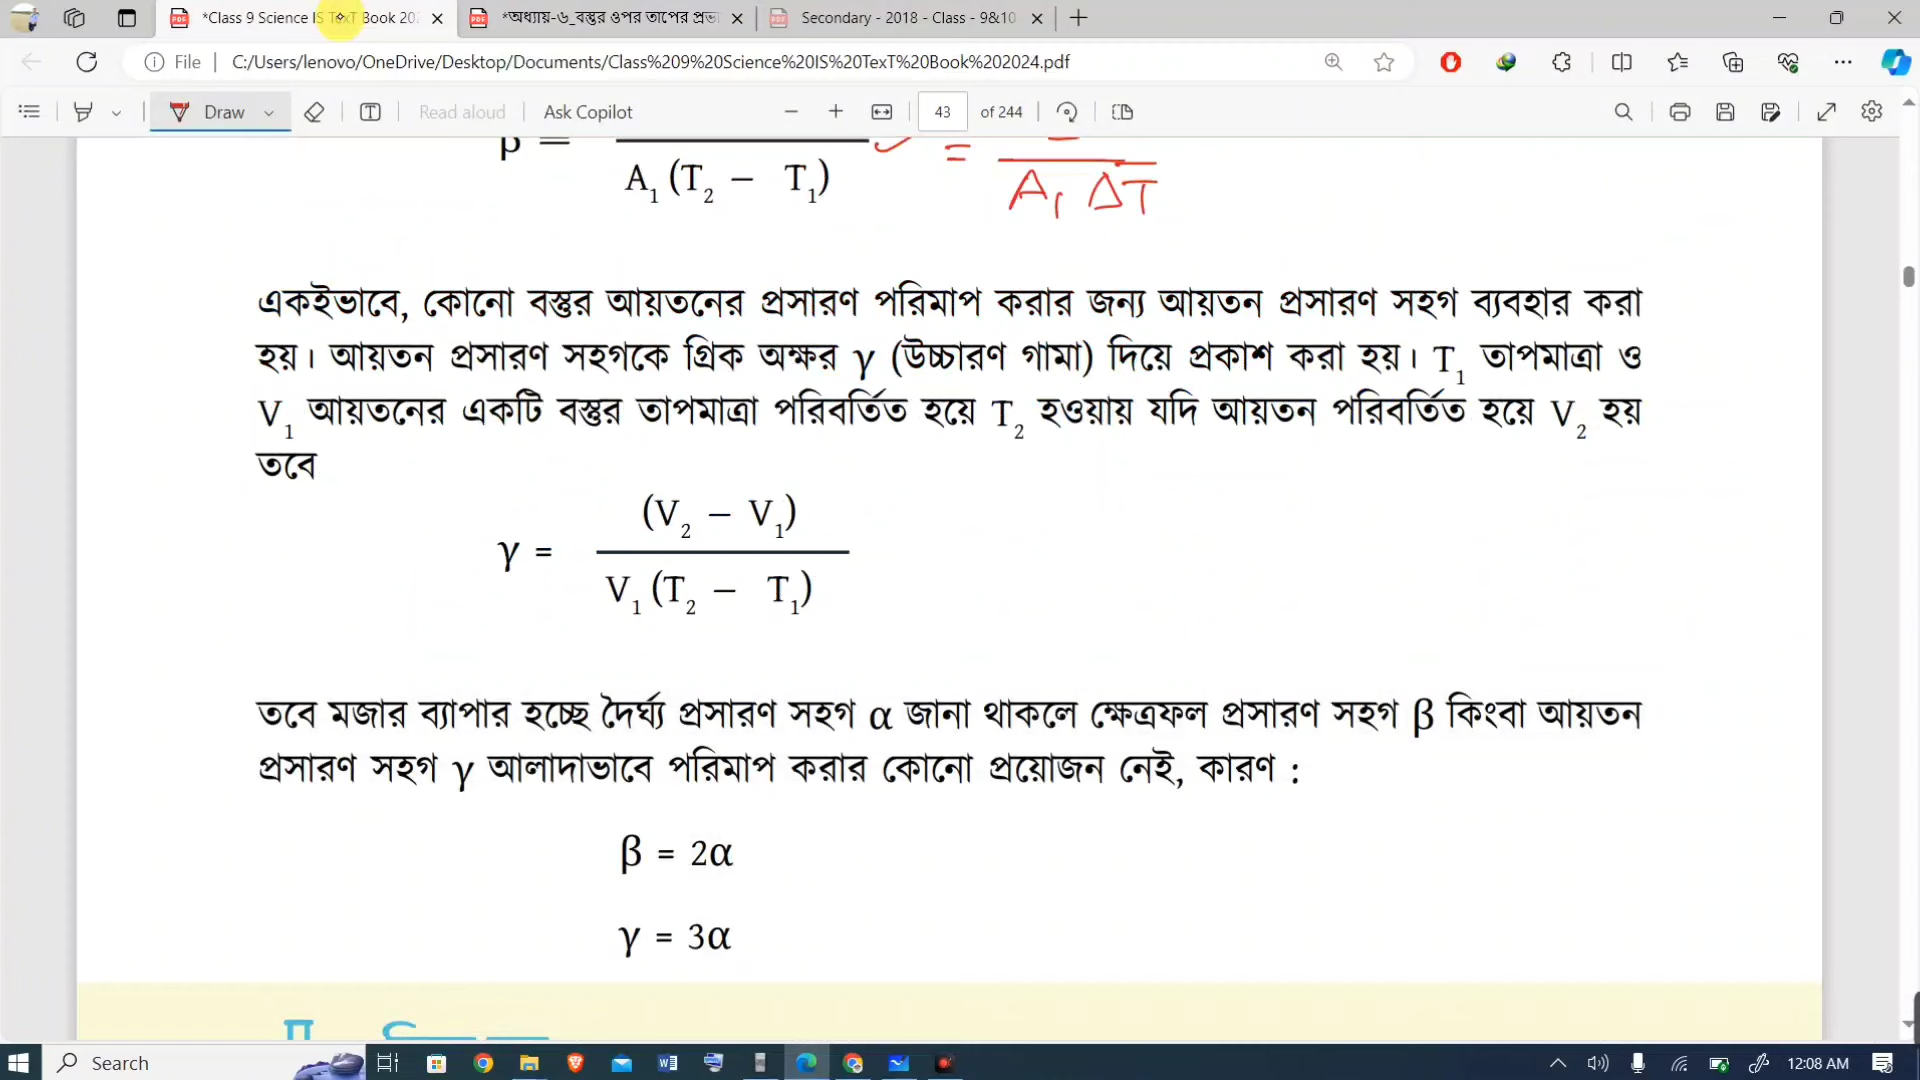 *Class 9 Science IS TexT Book 202
*অধ্যায়-৬_বস্তুর ওপর তাপের প্রভ
Secondary - 2018 - Class - 9&10
File | C:/Users/lenovo/OneDrive/Desktop/Documents/Class%209%20Science%20IS%20TexT%20Book%202024.pdf
Draw
Read aloud
Ask Copilot
43 of 244
β =
A₁ (T₂ − T₁)
=
A₁ ΔT
একইভাবে, কোনো বস্তুর আয়তনের প্রসারণ পরিমাপ করার জন্য আয়তন প্রসারণ সহগ ব্যবহার করা
হয়। আয়তন প্রসারণ সহগকে গ্রিক অক্ষর γ (উচ্চারণ গামা) দিয়ে প্রকাশ করা হয়। T₁ তাপমাত্রা ও
V₁ আয়তনের একটি বস্তুর তাপমাত্রা পরিবর্তিত হয়ে T₂ হওয়ায় যদি আয়তন পরিবর্তিত হয়ে V₂ হয়
তবে
(V₂ − V₁)
γ =
V₁ (T₂ − T₁)
তবে মজার ব্যাপার হচ্ছে দৈর্ঘ্য প্রসারণ সহগ α জানা থাকলে ক্ষেত্রফল প্রসারণ সহগ β কিংবা আয়তন
প্রসারণ সহগ γ আলাদাভাবে পরিমাপ করার কোনো প্রয়োজন নেই, কারণ :
β = 2α
γ = 3α
Search
12:08 AM